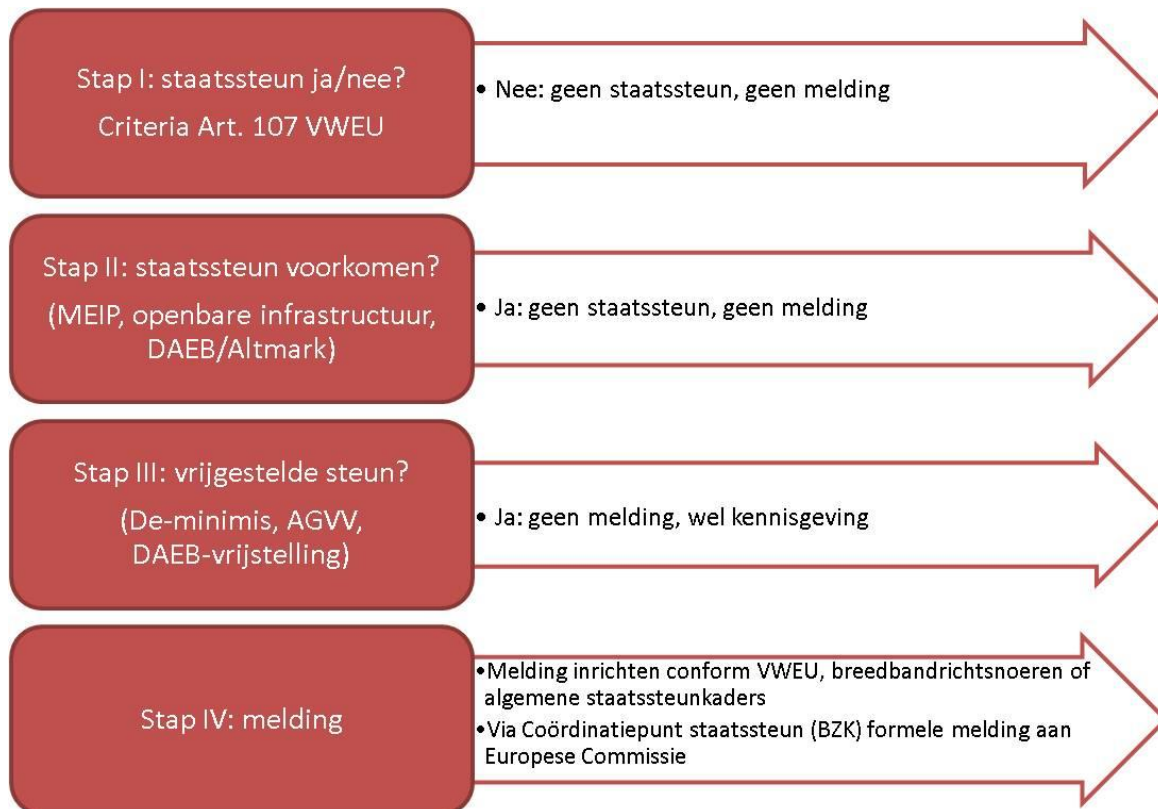 Stap I: staatssteun ja/nee?
Criteria Art. 107 VWEU
• Nee: geen staatssteun, geen melding
Stap II: staatssteun voorkomen?
(MEIP, openbare infrastructuur,
DAEB/Altmark)
• Ja: geen staatssteun, geen melding
Stap III: vrijgestelde steun?
(De-minimis, AGVV,
DAEB-vrijstelling)
• Ja: geen melding, wel kennisgeving
Stap IV: melding
•Melding inrichten conform VWEU, breedbandrichtsnoeren of
algemene staatssteunkaders
•Via Coördinatiepunt staatssteun (BZK) formele melding aan
Europese Commissie